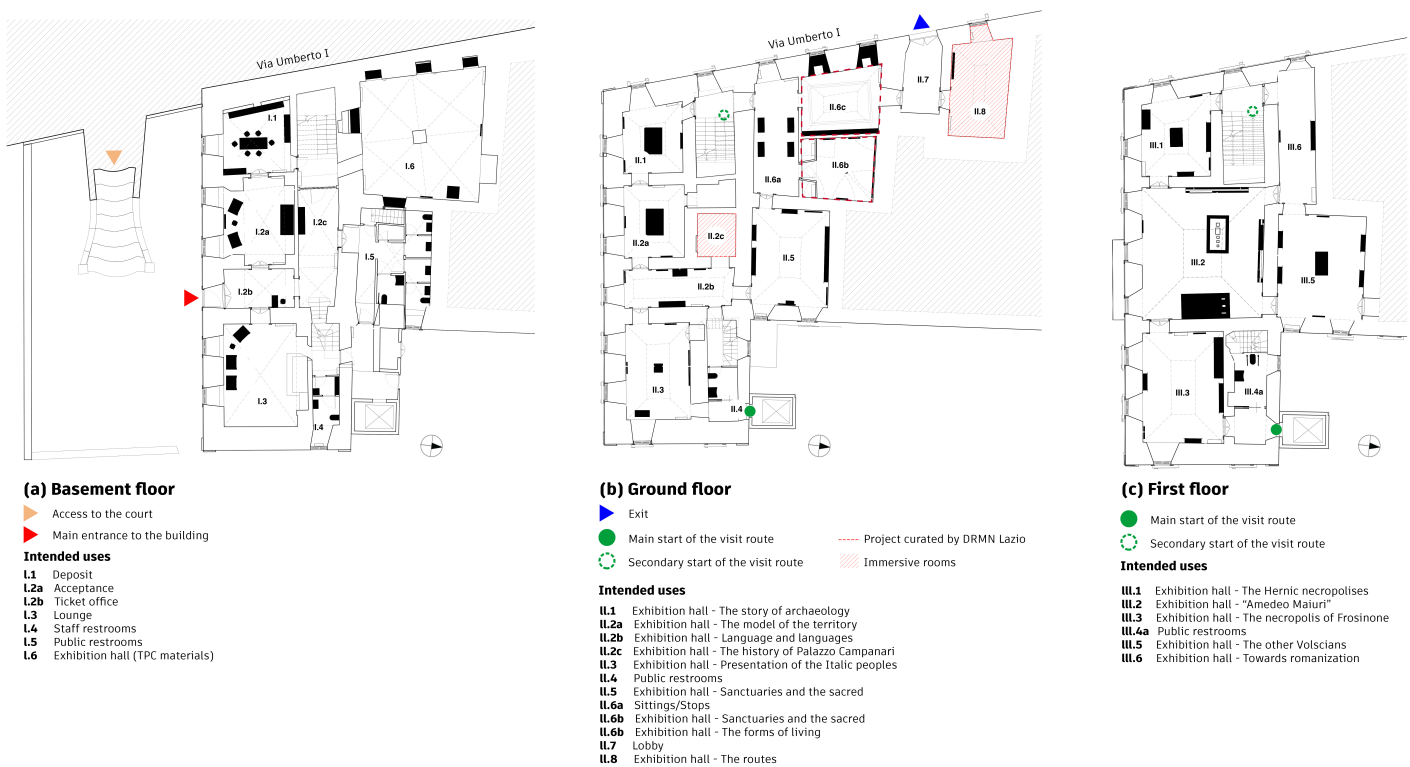 Via Umberto I
I.1
I.2a
I.2b
I.2c
I.3
I.4
I.5
I.6
(a) Basement floor
Access to the court
Main entrance to the building
Intended uses
I.1 Deposit
I.2a Acceptance
I.2b Ticket office
I.3 Lounge
I.4 Staff restrooms
I.5 Public restrooms
I.6 Exhibition hall (TPC materials)
Via Umberto I
II.1
II.2a
II.2b
II.2c
II.3
II.4
II.5
II.6a
II.6b
II.6c
II.7
II.8
(b) Ground floor
Exit
Main start of the visit route
Secondary start of the visit route
Project curated by DRMN Lazio
Immersive rooms
Intended uses
II.1 Exhibition hall - The story of archaeology
II.2a Exhibition hall - The model of the territory
II.2b Exhibition hall - Language and languages
II.2c Exhibition hall - The history of Palazzo Campanari
II.3 Exhibition hall - Presentation of the Italic peoples
II.4 Public restrooms
II.5 Exhibition hall - Sanctuaries and the sacred
II.6a Sittings/Stops
II.6b Exhibition hall - Sanctuaries and the sacred
II.6b Exhibition hall - The forms of living
II.7 Lobby
II.8 Exhibition hall - The routes
III.1
III.2
III.3
III.4a
III.5
III.6
(c) First floor
Main start of the visit route
Secondary start of the visit route
Intended uses
III.1 Exhibition hall - The Hernic necropolises
III.2 Exhibition hall - “Amedeo Maiuri”
III.3 Exhibition hall - The necropolis of Frosinone
III.4a Public restrooms
III.5 Exhibition hall - The other Volscians
III.6 Exhibition hall - Towards romanization